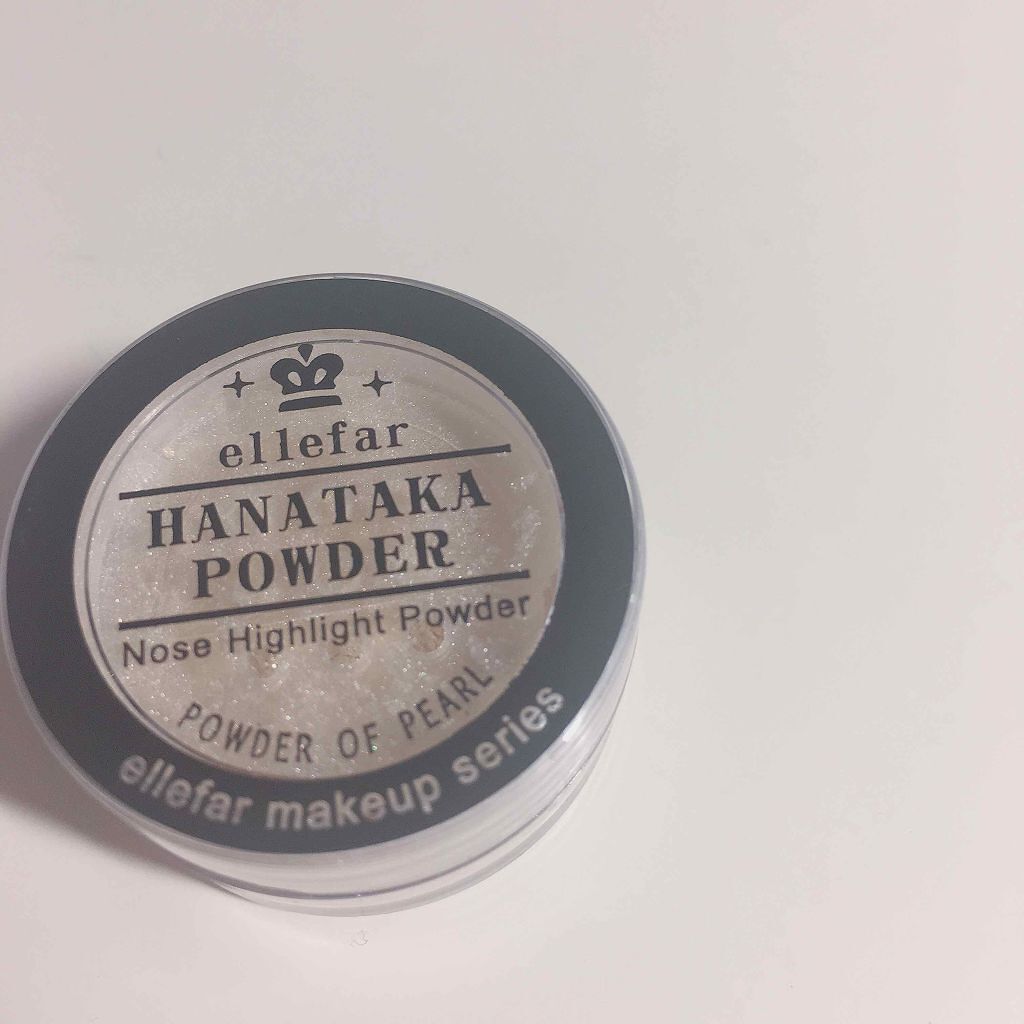 ellefar
HANATAKA
POWDER
Nose Highlight Powder
POWDER OF PEARL
ellefar makeup series